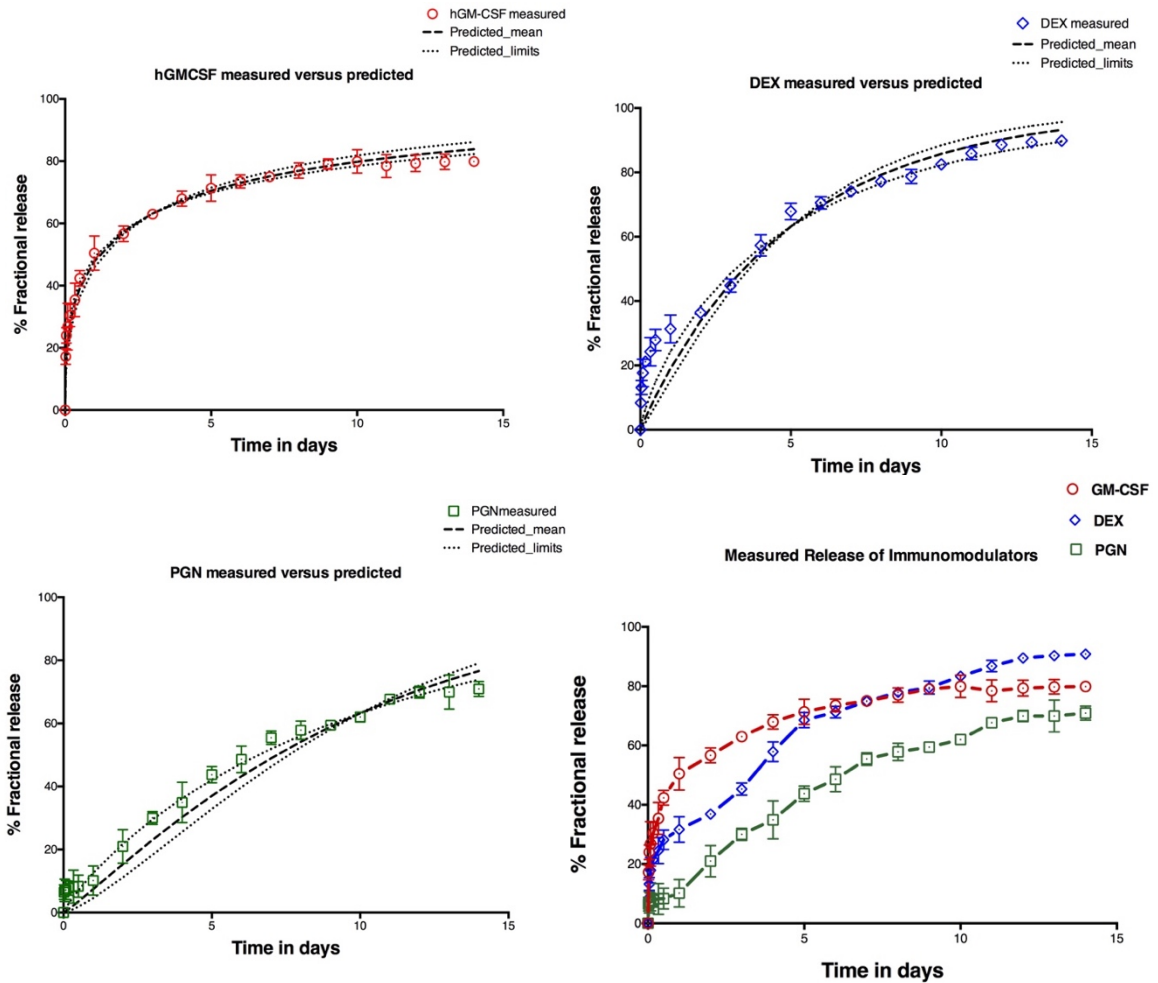 hGM-CSF measured
Predicted_mean
Predicted_limits
hGMCSF measured versus predicted
% Fractional release
100
80
60
40
20
0
0 5 10 15
Time in days
DEX measured
Predicted_mean
Predicted_limits
DEX measured versus predicted
% Fractional release
100
80
60
40
20
0
0 5 10 15
Time in days
PGNmeasured
Predicted_mean
Predicted_limits
PGN measured versus predicted
% Fractional release
100
80
60
40
20
0
0 5 10 15
Time in days
GM-CSF
DEX
PGN
Measured Release of Immunomodulators
% Fractional release
100
80
60
40
20
0
0 5 10 15
Time in days